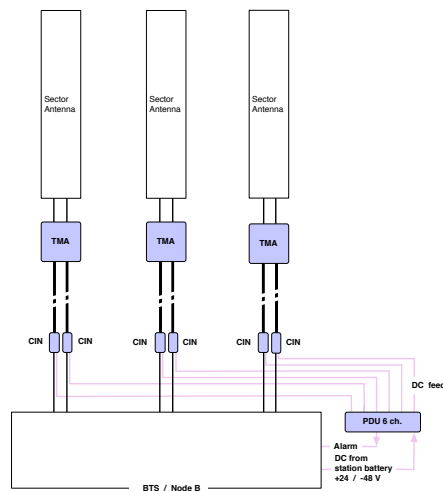 Sector
Antenna
Sector
Antenna
Sector
Antenna
TMA
TMA
TMA
CIN
CIN
CIN
CIN
CIN
CIN
DC feed
PDU 6 ch.
Alarm
DC from
station battery
+24 / -48 V
BTS / Node B